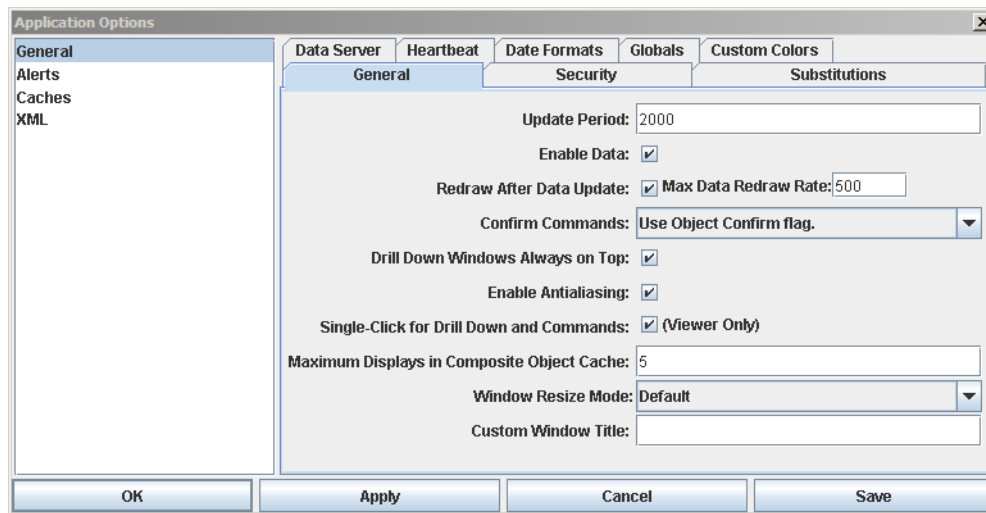 Application Options
General
Alerts
Caches
XML
Data Server Heartbeat Date Formats Globals Custom Colors
General Security Substitutions
Update Period: 2000
Enable Data:
Redraw After Data Update: Max Data Redraw Rate: 500
Confirm Commands: Use Object Confirm flag.
Drill Down Windows Always on Top:
Enable Antialiasing:
Single-Click for Drill Down and Commands: (Viewer Only)
Maximum Displays in Composite Object Cache: 5
Window Resize Mode: Default
Custom Window Title:
OK Apply Cancel Save